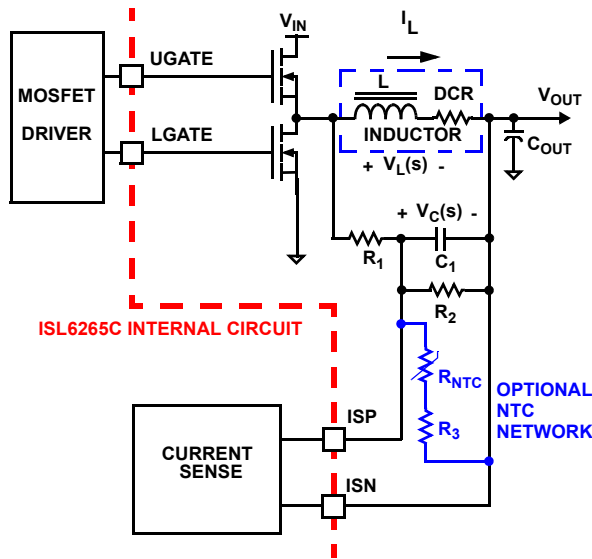 V_IN
I_L
MOSFET
DRIVER
UGATE
LGATE
L
DCR
INDUCTOR
V_OUT
C_OUT
+ V_L(s) -
+ V_C(s) -
R_1
C_1
R_2
ISL6265C INTERNAL CIRCUIT
R_NTC
R_3
OPTIONAL
NTC
NETWORK
CURRENT
SENSE
ISP
ISN